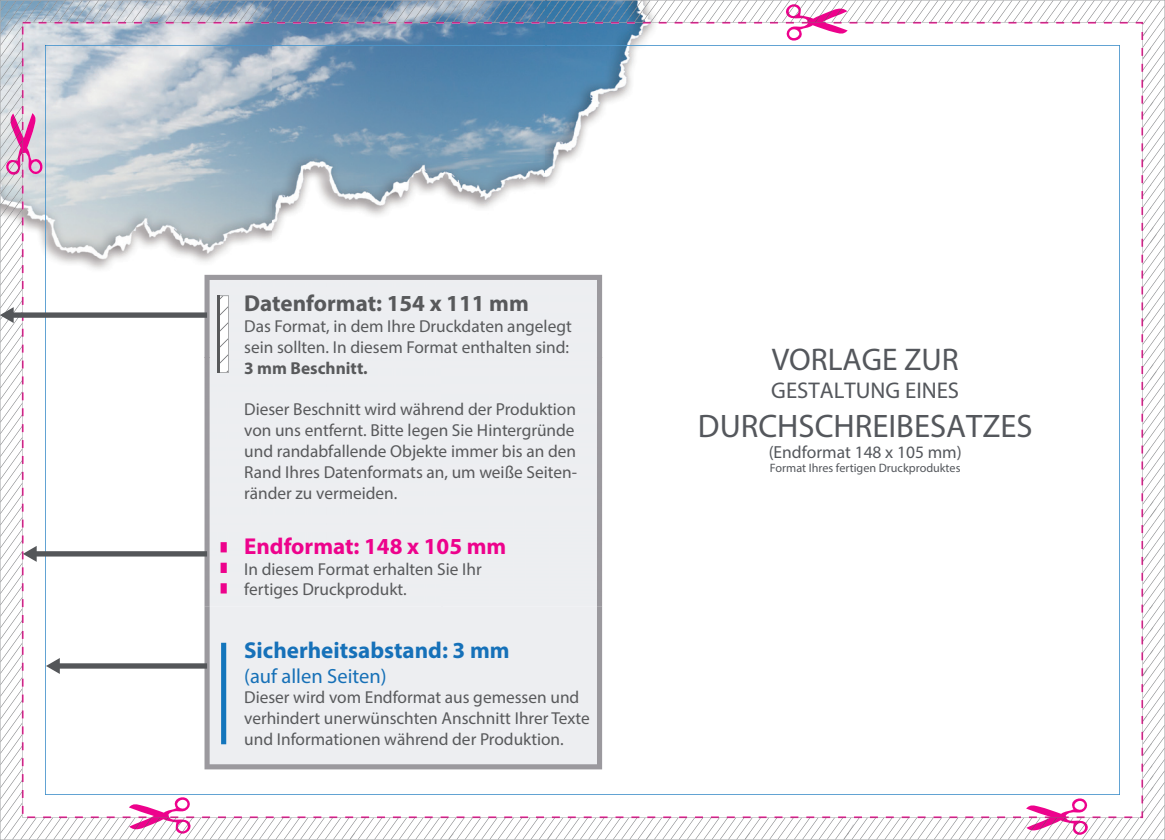 Datenformat: 154 x 111 mm
Das Format, in dem Ihre Druckdaten angelegt
sein sollten. In diesem Format enthalten sind:
3 mm Beschnitt.
Dieser Beschnitt wird während der Produktion
von uns entfernt. Bitte legen Sie Hintergründe
und randabfallende Objekte immer bis an den
Rand Ihres Datenformats an, um weiße Seiten-
ränder zu vermeiden.
Endformat: 148 x 105 mm
In diesem Format erhalten Sie Ihr
fertiges Druckprodukt.
Sicherheitsabstand: 3 mm
(auf allen Seiten)
Dieser wird vom Endformat aus gemessen und
verhindert unerwünschten Anschnitt Ihrer Texte
und Informationen während der Produktion.
VORLAGE ZUR
GESTALTUNG EINES
DURCHSCHREIBESATZES
(Endformat 148 x 105 mm)
Format Ihres fertigen Druckproduktes